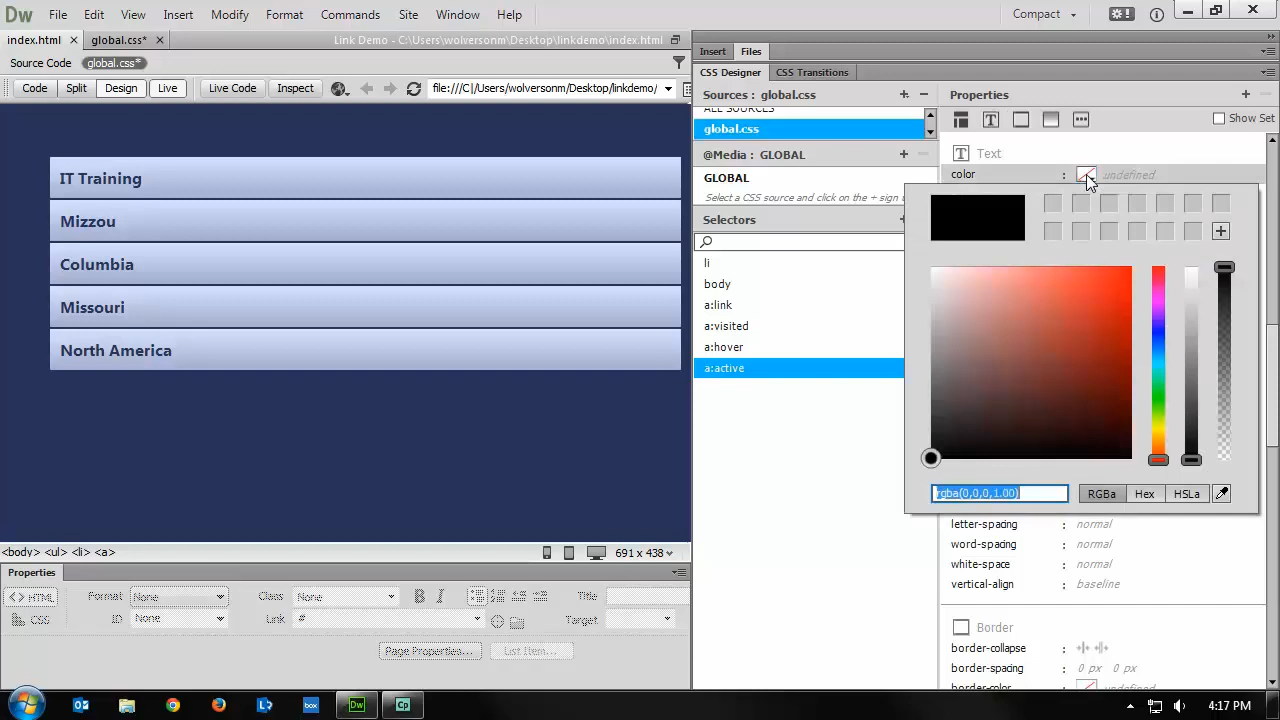 Dw File Edit View Insert Modify Format Commands Site Window Help Compact
index.html × global.css* × Link Demo - C:\Users\wolversonm\Desktop\linkdemo\index.html
Source Code global.css*
Code Split Design Live Live Code Inspect file:///C|/Users/wolversonm/Desktop/linkdemo/
IT Training
Mizzou
Columbia
Missouri
North America
<body> <ul> <li> <a> 691 x 438
Properties
<> HTML Format None Class None B I Title
CSS ID None Link # Target
List Item...
Insert Files
CSS Designer CSS Transitions
Sources : global.css
ALL SOURCES
global.css
@Media : GLOBAL
GLOBAL
Select a CSS source and click on the + sign t
Selectors
li
body
a:link
a:visited
a:hover
a:active
Properties
Show Set
T Text
color : undefined
rgba(0,0,0,1.00) RGBa Hex HSLa
letter-spacing : normal
word-spacing : normal
white-space : normal
vertical-align : baseline
Border
border-collapse :
border-spacing : 0 px 0 px
border-color : undefined
box Dw Cp 4:17 PM